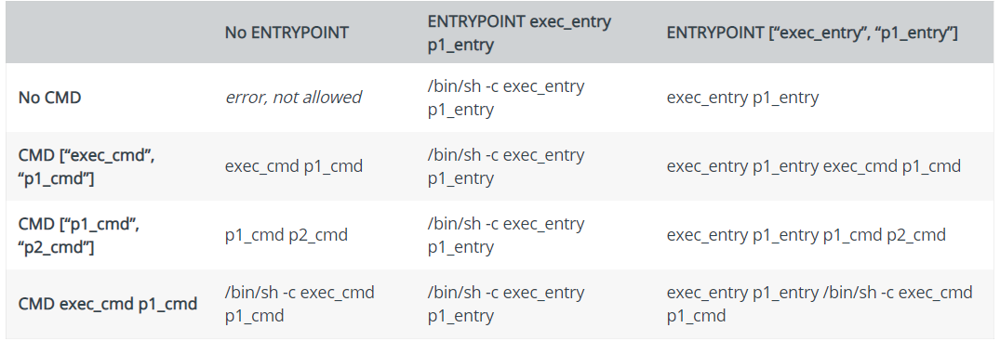 No ENTRYPOINT
ENTRYPOINT exec_entry
p1_entry
ENTRYPOINT [“exec_entry”, “p1_entry”]
No CMD
error, not allowed
/bin/sh -c exec_entry
p1_entry
exec_entry p1_entry
CMD [“exec_cmd”,
“p1_cmd”]
exec_cmd p1_cmd
/bin/sh -c exec_entry
p1_entry
exec_entry p1_entry exec_cmd p1_cmd
CMD [“p1_cmd”,
“p2_cmd”]
p1_cmd p2_cmd
/bin/sh -c exec_entry
p1_entry
exec_entry p1_entry p1_cmd p2_cmd
CMD exec_cmd p1_cmd
/bin/sh -c exec_cmd
p1_cmd
/bin/sh -c exec_entry
p1_entry
exec_entry p1_entry /bin/sh -c exec_cmd
p1_cmd